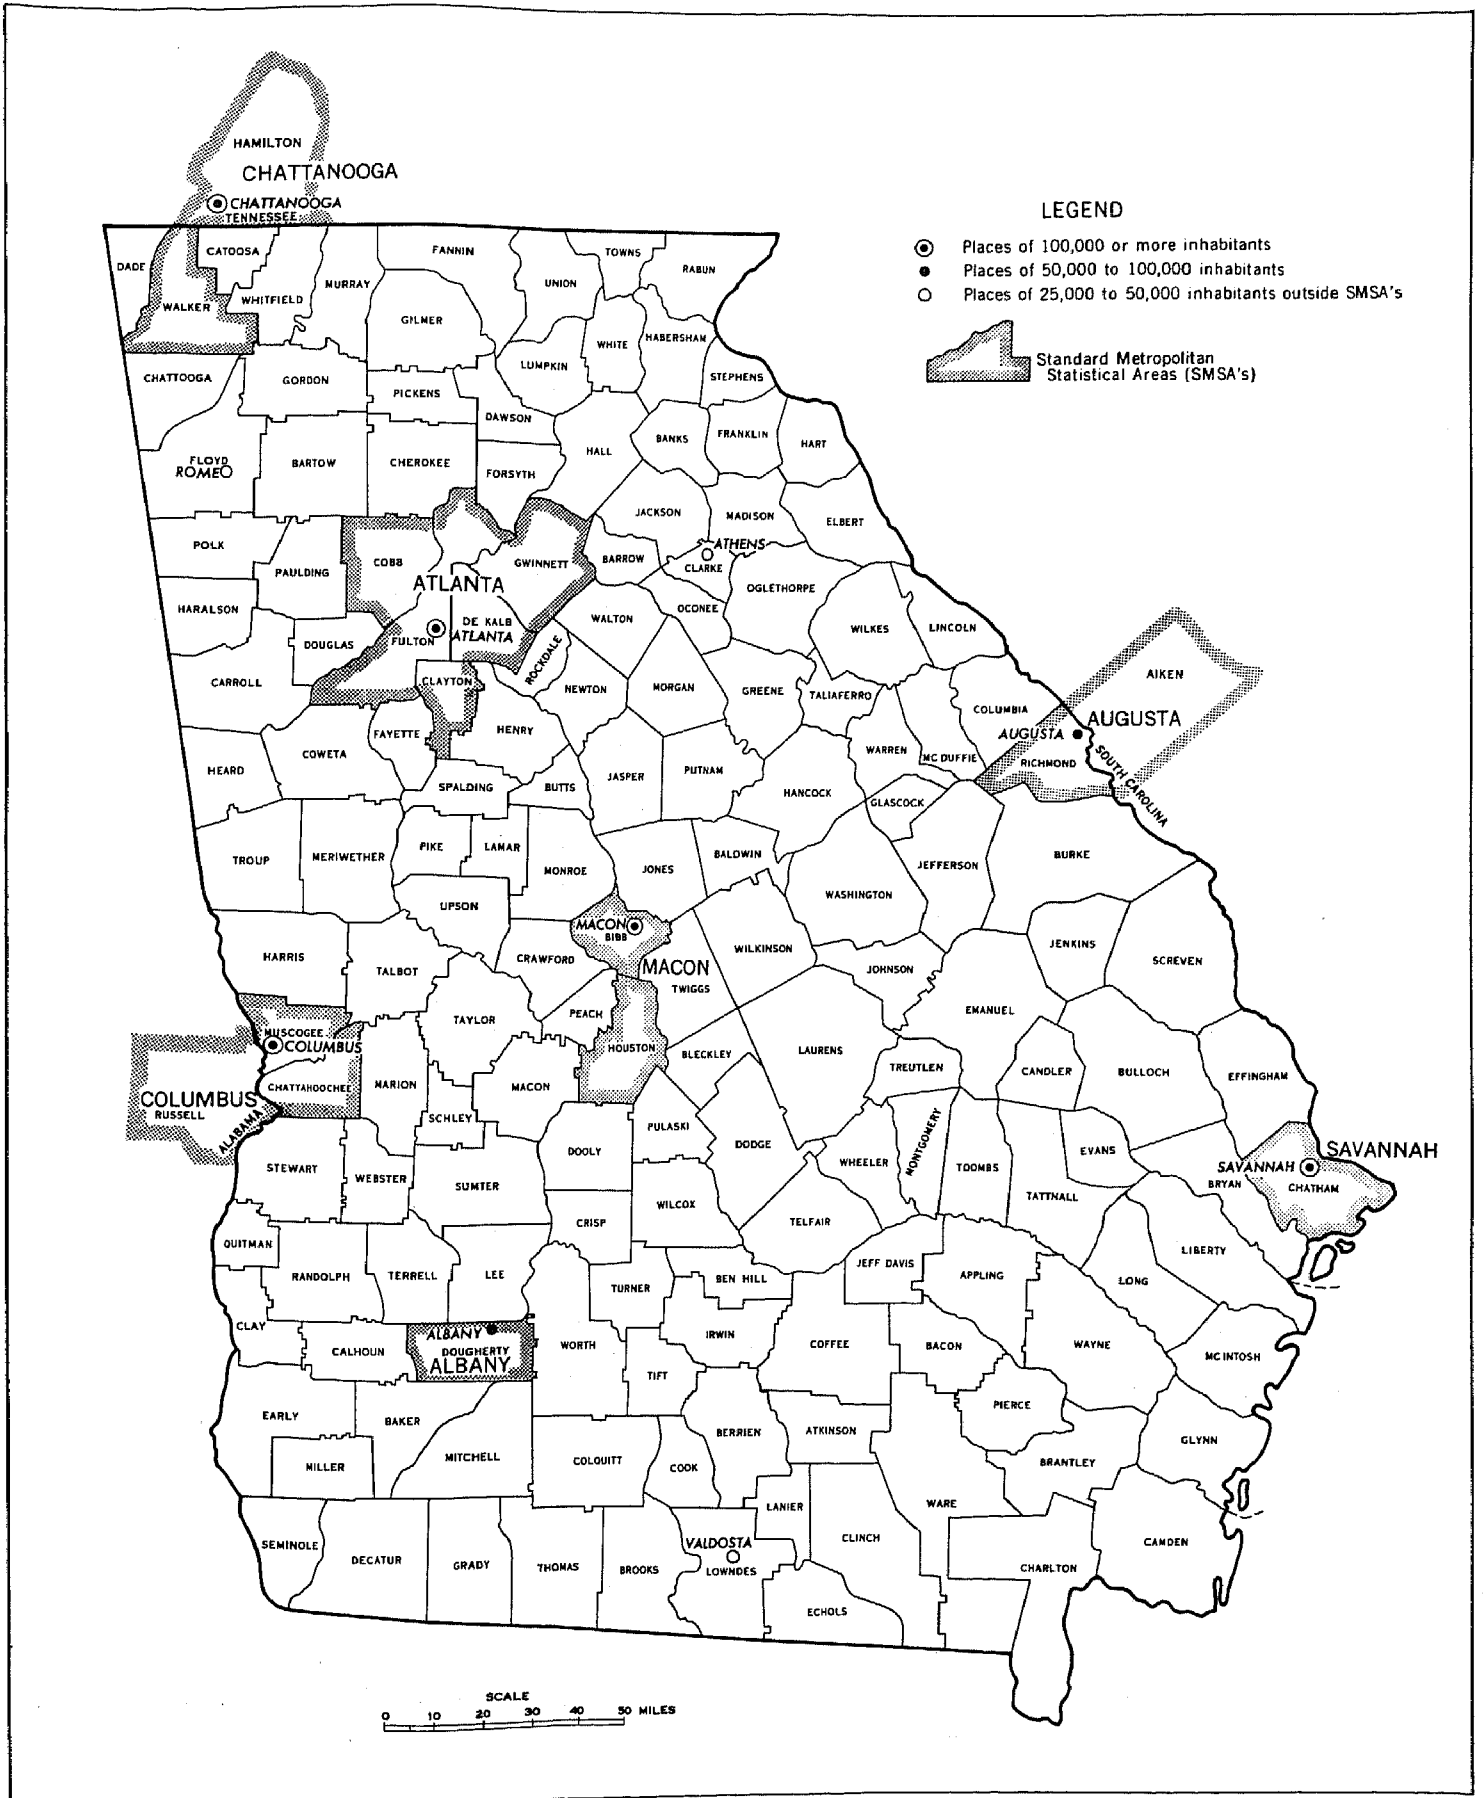 HAMILTON
CHATTANOOGA
CHATTANOOGA
TENNESSEE
LEGEND
Places of 100,000 or more inhabitants
Places of 50,000 to 100,000 inhabitants
Places of 25,000 to 50,000 inhabitants outside SMSA's
Standard Metropolitan
Statistical Areas (SMSA's)
DADE
CATOOSA
FANNIN
TOWNS
RABUN
UNION
MURRAY
WHITFIELD
WALKER
GILMER
WHITE
HABERSHAM
LUMPKIN
STEPHENS
CHATTOOGA
GORDON
PICKENS
DAWSON
BANKS
FRANKLIN
HART
HALL
FLOYD
ROME
BARTOW
CHEROKEE
FORSYTH
JACKSON
MADISON
ELBERT
POLK
PAULDING
COBB
GWINNETT
BARROW
ATHENS
CLARKE
ATLANTA
OGLETHORPE
HARALSON
OCONEE
WALTON
DOUGLAS
FULTON
DE KALB
ATLANTA
ROCKDALE
WILKES
LINCOLN
CARROLL
CLAYTON
NEWTON
MORGAN
GREENE
TALIAFERRO
AIKEN
COLUMBIA
AUGUSTA
AUGUSTA
FAYETTE
HENRY
COWETA
WARREN
MC DUFFIE
RICHMOND
SOUTH CAROLINA
HEARD
SPALDING
BUTTS
JASPER
PUTNAM
HANCOCK
GLASCOCK
TROUP
MERIWETHER
PIKE
LAMAR
MONROE
JONES
BALDWIN
JEFFERSON
BURKE
WASHINGTON
UPSON
MACON
BIBB
WILKINSON
JENKINS
SCREVEN
HARRIS
TALBOT
CRAWFORD
MACON
TWIGGS
JOHNSON
EMANUEL
MUSCOGEE
COLUMBUS
TAYLOR
PEACH
HOUSTON
BLECKLEY
LAURENS
TREUTLEN
CANDLER
BULLOCH
EFFINGHAM
CHATTAHOOCHEE
MARION
MACON
COLUMBUS
RUSSELL
ALABAMA
SCHLEY
PULASKI
DODGE
DOOLY
MONTGOMERY
EVANS
SAVANNAH
SAVANNAH
CHATHAM
BRYAN
STEWART
WEBSTER
SUMTER
WHEELER
TOOMBS
TATTNALL
CRISP
WILCOX
TELFAIR
QUITMAN
RANDOLPH
TERRELL
LEE
TURNER
BEN HILL
JEFF DAVIS
APPLING
LONG
LIBERTY
CLAY
CALHOUN
ALBANY
DOUGHERTY
ALBANY
WORTH
IRWIN
COFFEE
BACON
WAYNE
MC INTOSH
TIFT
PIERCE
EARLY
BAKER
BERRIEN
ATKINSON
GLYNN
MILLER
MITCHELL
COLQUITT
COOK
BRANTLEY
LANIER
WARE
SEMINOLE
DECATUR
GRADY
THOMAS
BROOKS
VALDOSTA
LOWNDES
CLINCH
CHARLTON
CAMDEN
ECHOLS
SCALE
0 10 20 30 40 50 MILES